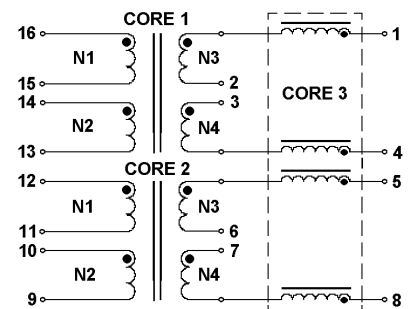 CORE 1
16 1
N1 N3
15 2
CORE 3
14 3
N2 N4
13 4
CORE 2
12 5
N1 N3
11 6
10 7
N2 N4
9 8